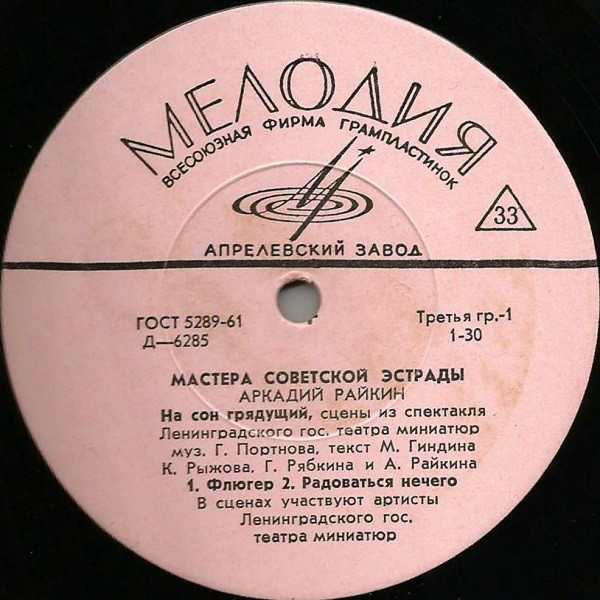 МЕЛОДИЯ
ВСЕСОЮЗНАЯ ФИРМА ГРАМПЛАСТИНОК
33
АПРЕЛЕВСКИЙ ЗАВОД
ГОСТ 5289-61
Третья гр.-1
Д—6285
1-30
МАСТЕРА СОВЕТСКОЙ ЭСТРАДЫ
АРКАДИЙ РАЙКИН
На сон грядущий, сцены из спектакля
Ленинградского гос. театра миниатюр
муз. Г. Портнова, текст М. Гиндина
К. Рыжова, Г. Рябкина и А. Райкина
1. Флюгер 2. Радоваться нечего
В сценах участвуют артисты
Ленинградского гос.
театра миниатюр